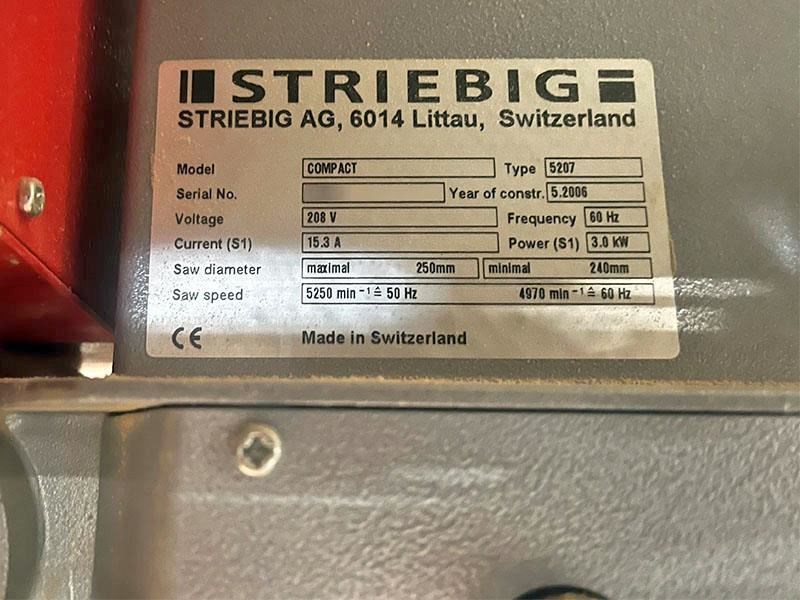 STRIEBIG
STRIEBIG AG, 6014 Littau, Switzerland
Model COMPACT Type 5207
Serial No. Year of constr. 5.2006
Voltage 208 V Frequency 60 Hz
Current (S1) 15.3 A Power (S1) 3.0 kW
Saw diameter maximal 250mm minimal 240mm
Saw speed 5250 min⁻¹ ≙ 50 Hz 4970 min⁻¹ ≙ 60 Hz
CE Made in Switzerland